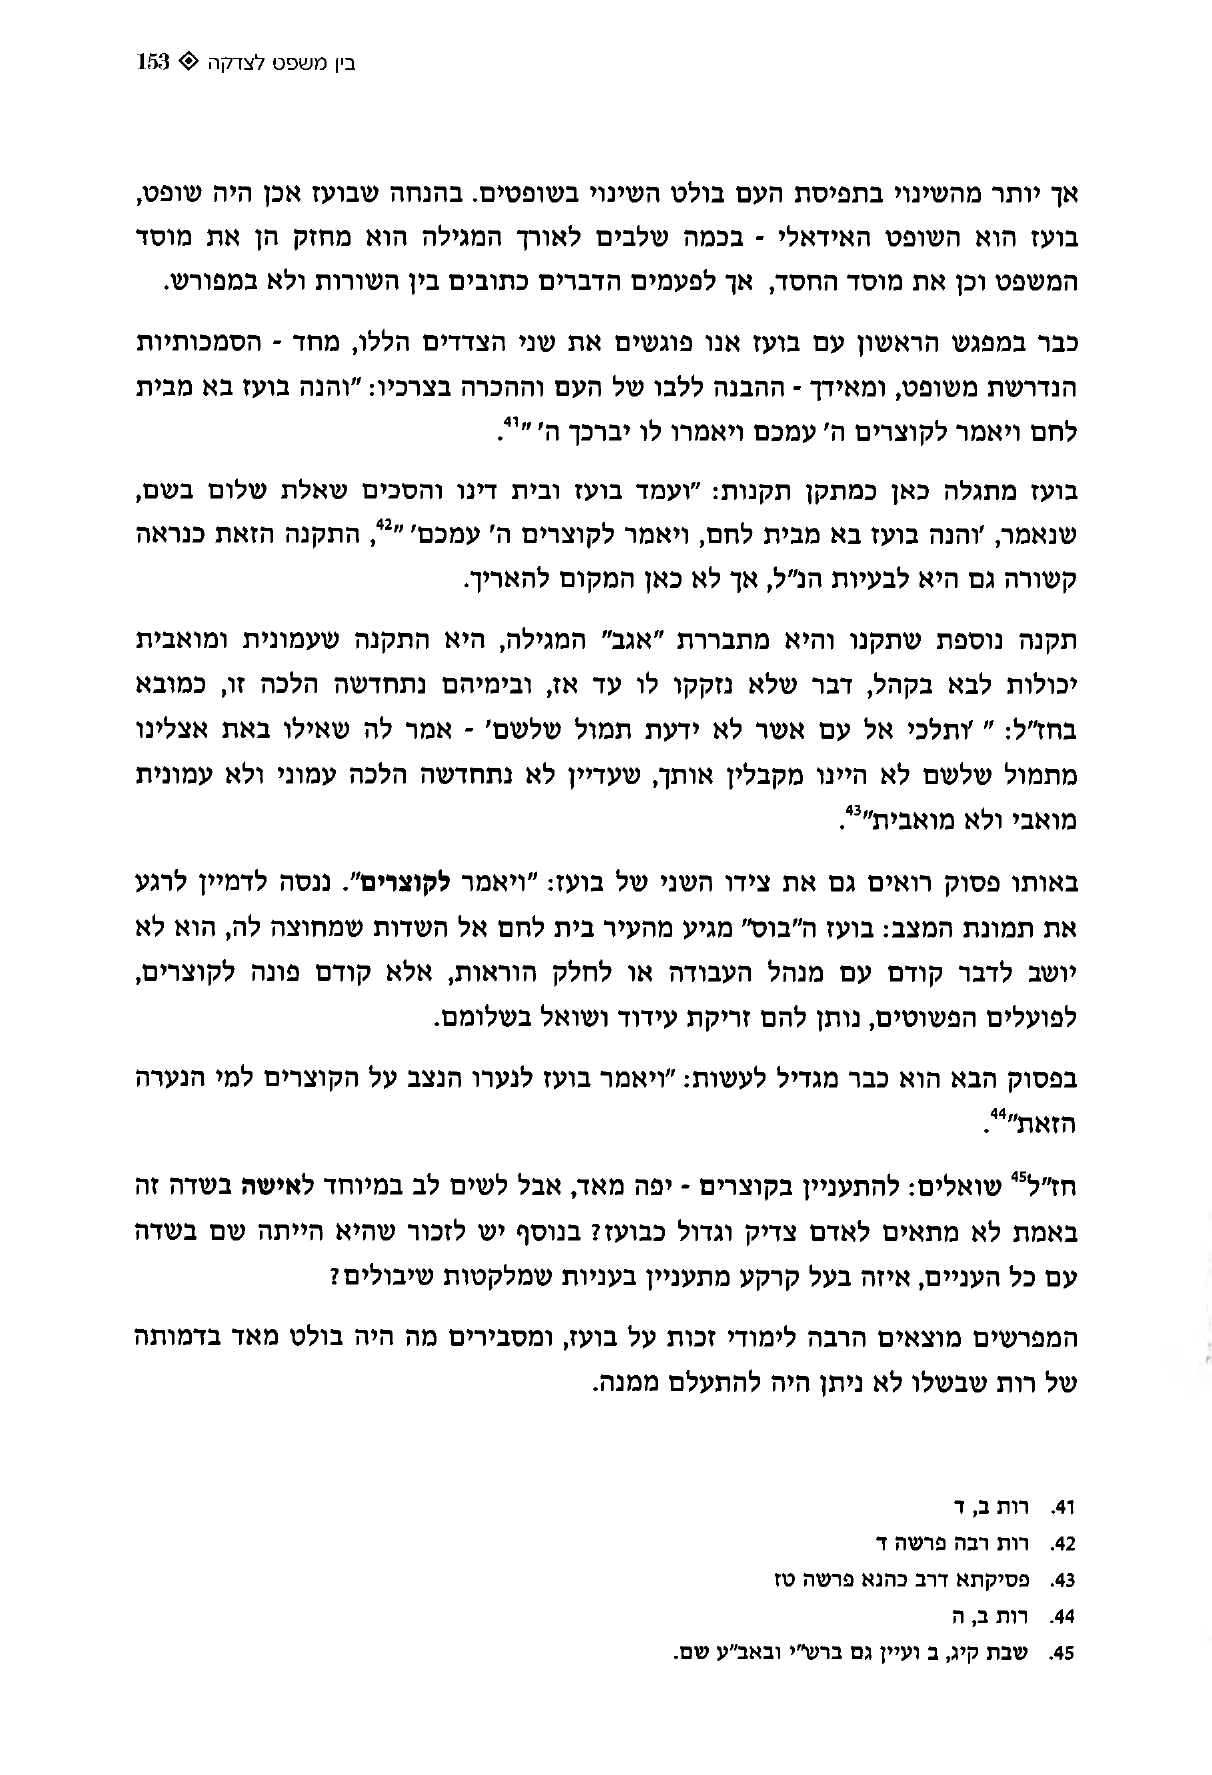 בין משפט לצדקה ◈ 153
אך יותר מהשינוי בתפיסת העם בולט השינוי בשופטים. בהנחה שבועז אכן היה שופט,
בועז הוא השופט האידאלי - בכמה שלבים לאורך המגילה הוא מחזק הן את מוסד
המשפט וכן את מוסד החסד, אך לפעמים הדברים כתובים בין השורות ולא במפורש.
כבר במפגש הראשון עם בועז אנו פוגשים את שני הצדדים הללו, מחד - הסמכותיות
הנדרשת משופט, ומאידך - ההבנה ללבו של העם וההכרה בצרכיו: "והנה בועז בא מבית
לחם ויאמר לקוצרים ה' עמכם ויאמרו לו יברכך ה' "41.
בועז מתגלה כאן כמתקן תקנות: "ועמד בועז ובית דינו והסכים שאלת שלום בשם,
שנאמר, 'והנה בועז בא מבית לחם, ויאמר לקוצרים ה' עמכם' "42, התקנה הזאת כנראה
קשורה גם היא לבעיות הנ"ל, אך לא כאן המקום להאריך.
תקנה נוספת שתקנו והיא מתבררת "אגב" המגילה, היא התקנה שעמונית ומואבית
יכולות לבא בקהל, דבר שלא נזקקו לו עד אז, ובימיהם נתחדשה הלכה זו, כמובא
בחז"ל: " 'ותלכי אל עם אשר לא ידעת תמול שלשם' - אמר לה שאילו באת אצלינו
מתמול שלשם לא היינו מקבלין אותך, שעדיין לא נתחדשה הלכה עמוני ולא עמונית
מואבי ולא מואבית"43.
באותו פסוק רואים גם את צידו השני של בועז: "ויאמר לקוצרים". ננסה לדמיין לרגע
את תמונת המצב: בועז ה"בוס" מגיע מהעיר בית לחם אל השדות שמחוצה לה, הוא לא
יושב לדבר קודם עם מנהל העבודה או לחלק הוראות, אלא קודם פונה לקוצרים,
לפועלים הפשוטים, נותן להם זריקת עידוד ושואל בשלומם.
בפסוק הבא הוא כבר מגדיל לעשות: "ויאמר בועז לנערו הנצב על הקוצרים למי הנערה
הזאת"44.
חז"ל45 שואלים: להתעניין בקוצרים - יפה מאד, אבל לשים לב במיוחד לאישה בשדה זה
באמת לא מתאים לאדם צדיק וגדול כבועז? בנוסף יש לזכור שהיא הייתה שם בשדה
עם כל העניים, איזה בעל קרקע מתעניין בעניות שמלקטות שיבולים?
המפרשים מוצאים הרבה לימודי זכות על בועז, ומסבירים מה היה בולט מאד בדמותה
של רות שבשלו לא ניתן היה להתעלם ממנה.
41. רות ב, ד
42. רות רבה פרשה ד
43. פסיקתא דרב כהנא פרשה טז
44. רות ב, ה
45. שבת קיג, ב ועיין גם ברש"י ובאב"ע שם.